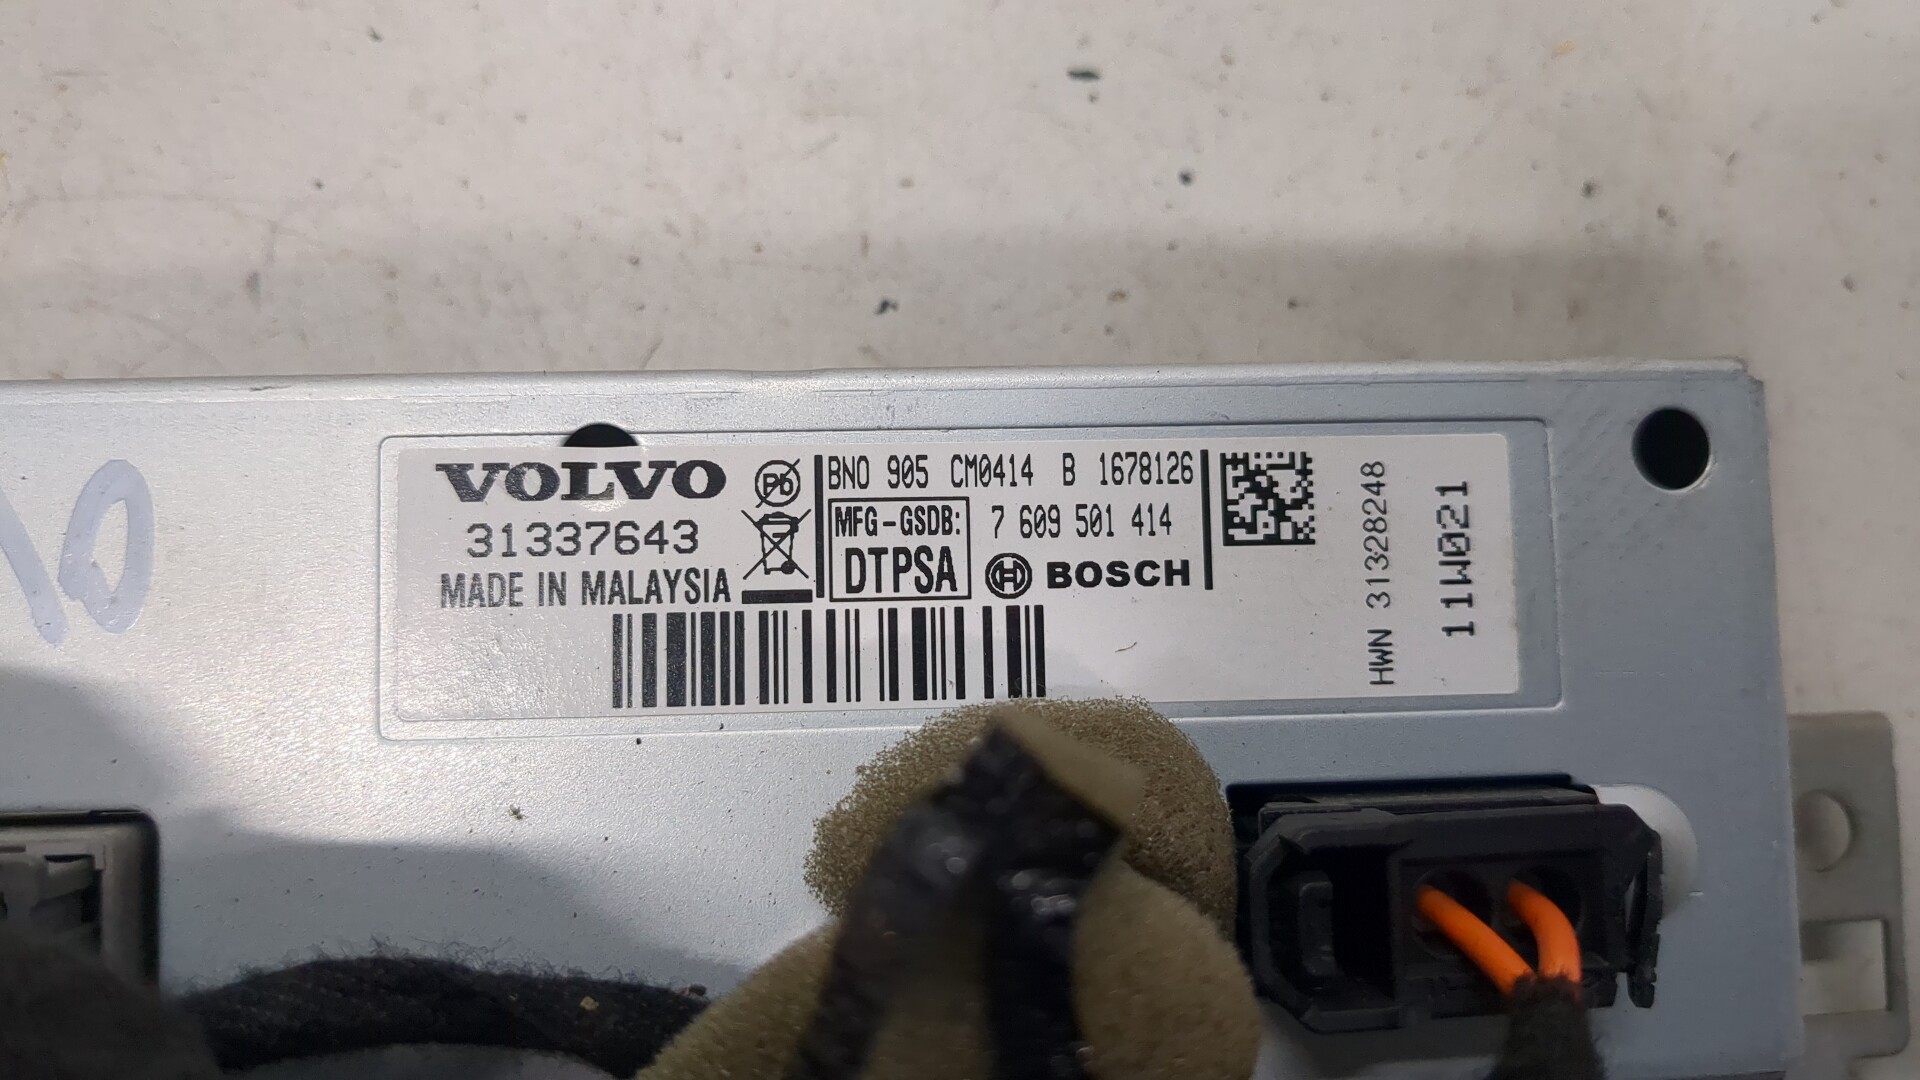 VOLVO
31337643
MADE IN MALAYSIA
Pb
BNO 905 CM0414 B 1678126
MFG-GSDB: 7 609 501 414
DTPSA
BOSCH
HWN 31328248
11W021